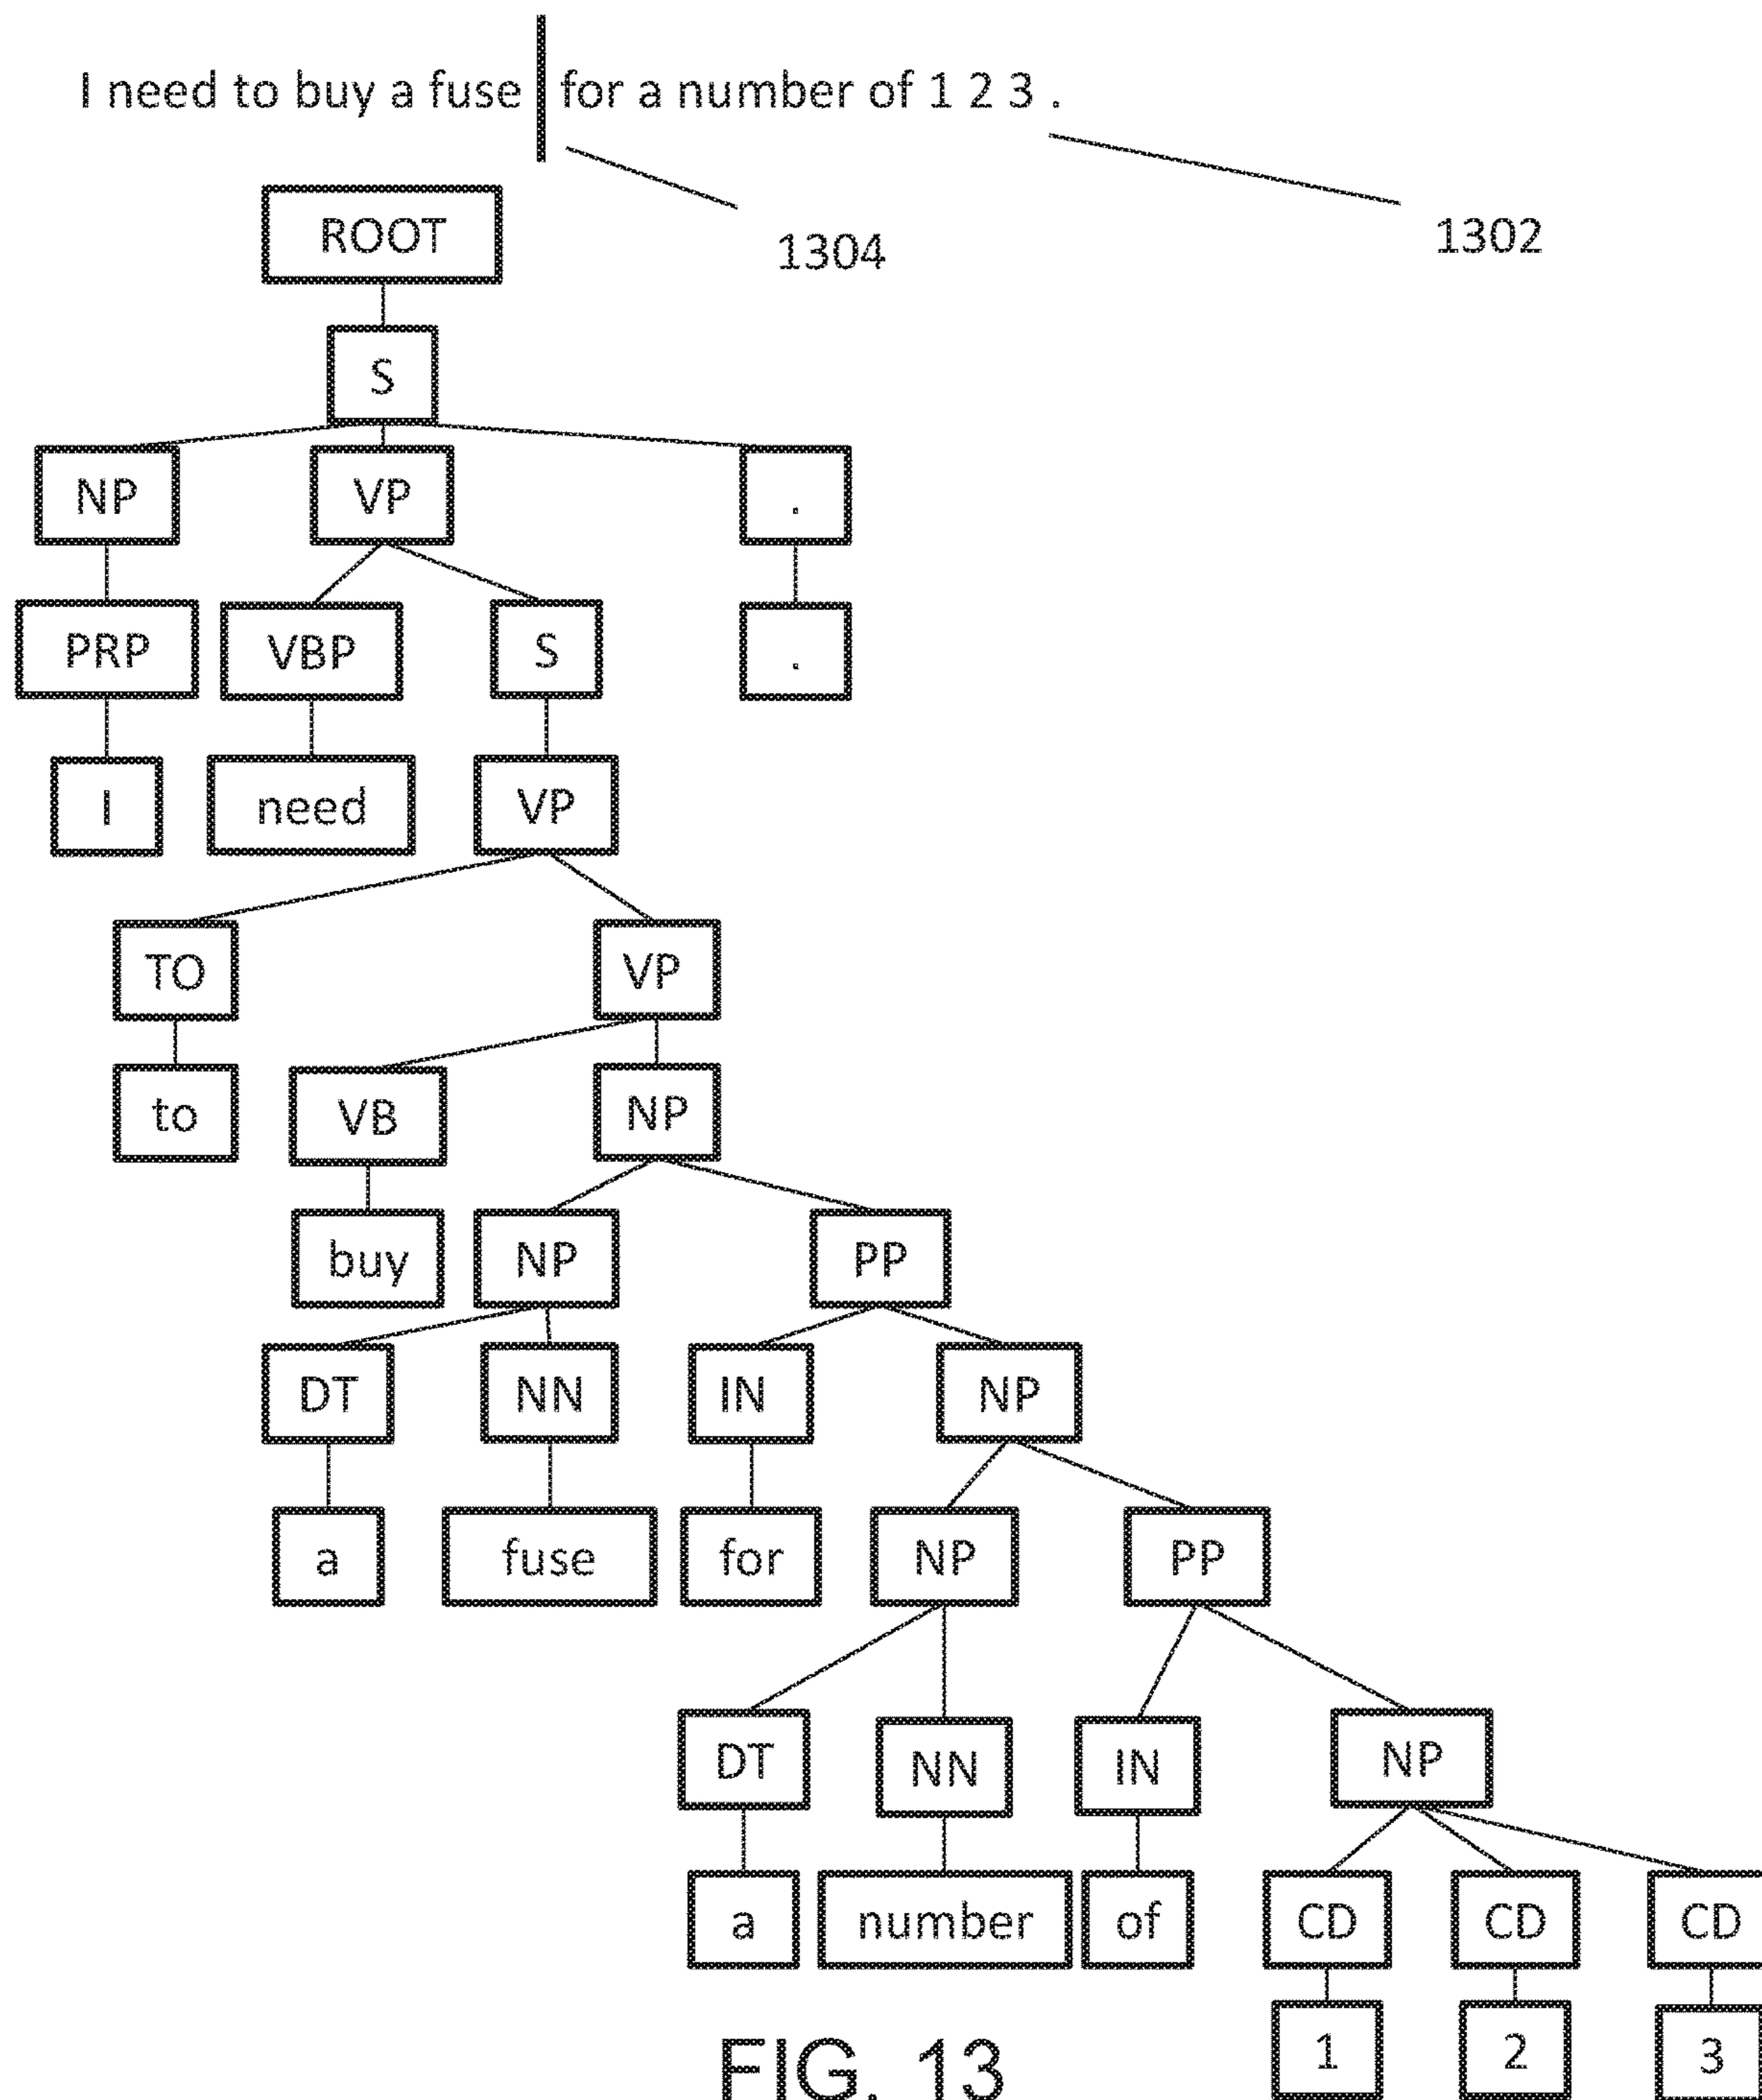 I need to buy a fuse for a number of 1 2 3 .
1304
1302
ROOT
S
NP VP .
PRP VBP S .
I need VP
TO VP
to VB NP
buy NP PP
DT NN IN NP
a fuse for NP PP
DT NN IN NP
a number of CD CD CD
1 2 3
FIG. 13